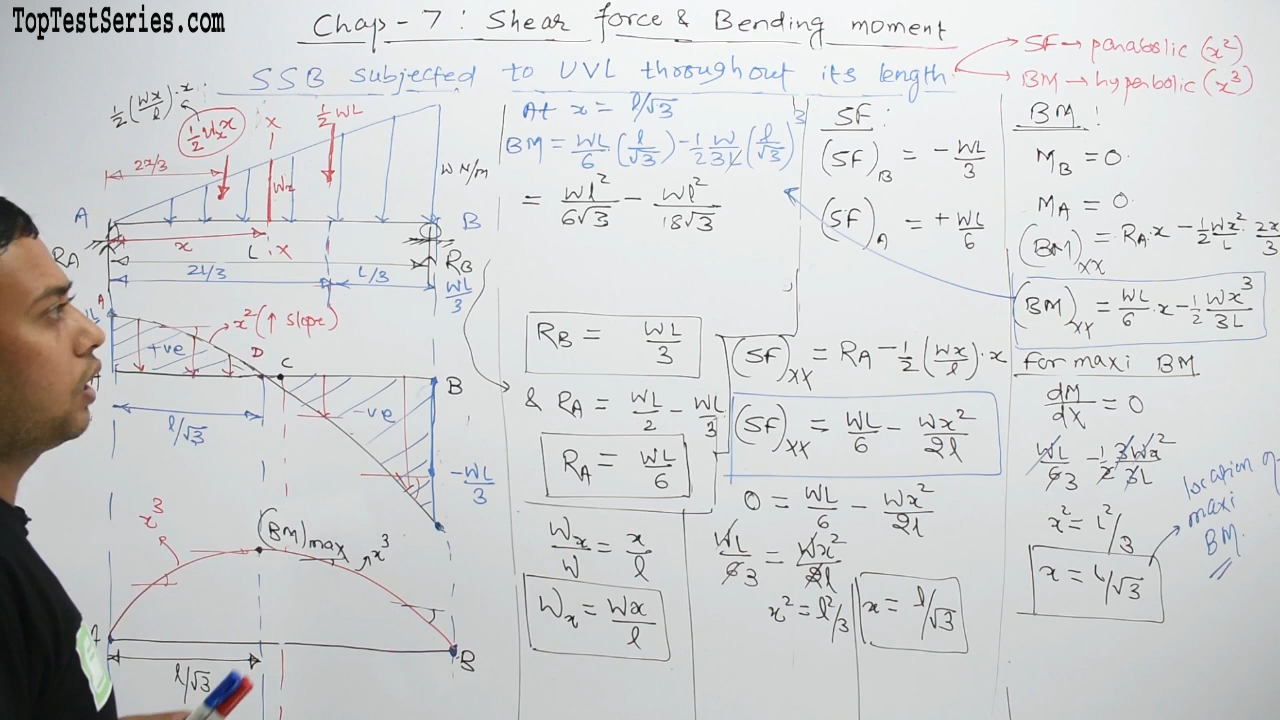 TopTestSeries.com
Chap - 7 : Shear force & Bending moment
SSB subjected to UVL throughout its length
SF → parabolic (x²)
BM → hyperbolic (x³)
½ (Wx/l) · x
½ Wx x
½ WL
X
2x/3
Wx
W N/m
A
B
x
L
X
RA
RB
2L/3
L/3
WL/3
A
x² (↑ slope)
+ve
D
C
B
-ve
l/√3
-WL/3
x³
(BM)max
x³
A
B
l/√3
At x = l/√3
BM = WL/6 · (l/√3) - ½ W/3L (l/√3)³
= Wl²/6√3 - Wl²/18√3
RB = WL/3
& RA = WL/2 - WL/3
RA = WL/6
Wx/W = x/l
Wx = Wx/l
SF :
(SF)B = - WL/3
(SF)A = + WL/6
(SF)XX = RA - ½ (Wx/l) · x
(SF)XX = WL/6 - Wx²/2l
0 = WL/6 - Wx²/2l
WL/6 3 = Wx²/2l
x² = l²/3
x = l/√3
BM :
MB = 0
MA = 0
(BM)XX = RA · x - ½ Wx²/L · 2x/3
(BM)XX = WL/6 · x - ½ Wx³/3L
for maxi BM
dM/dx = 0
WL/6 3 - ½ 3Wx²/3L
x² = L²/3
x = L/√3
location of
maxi
BM